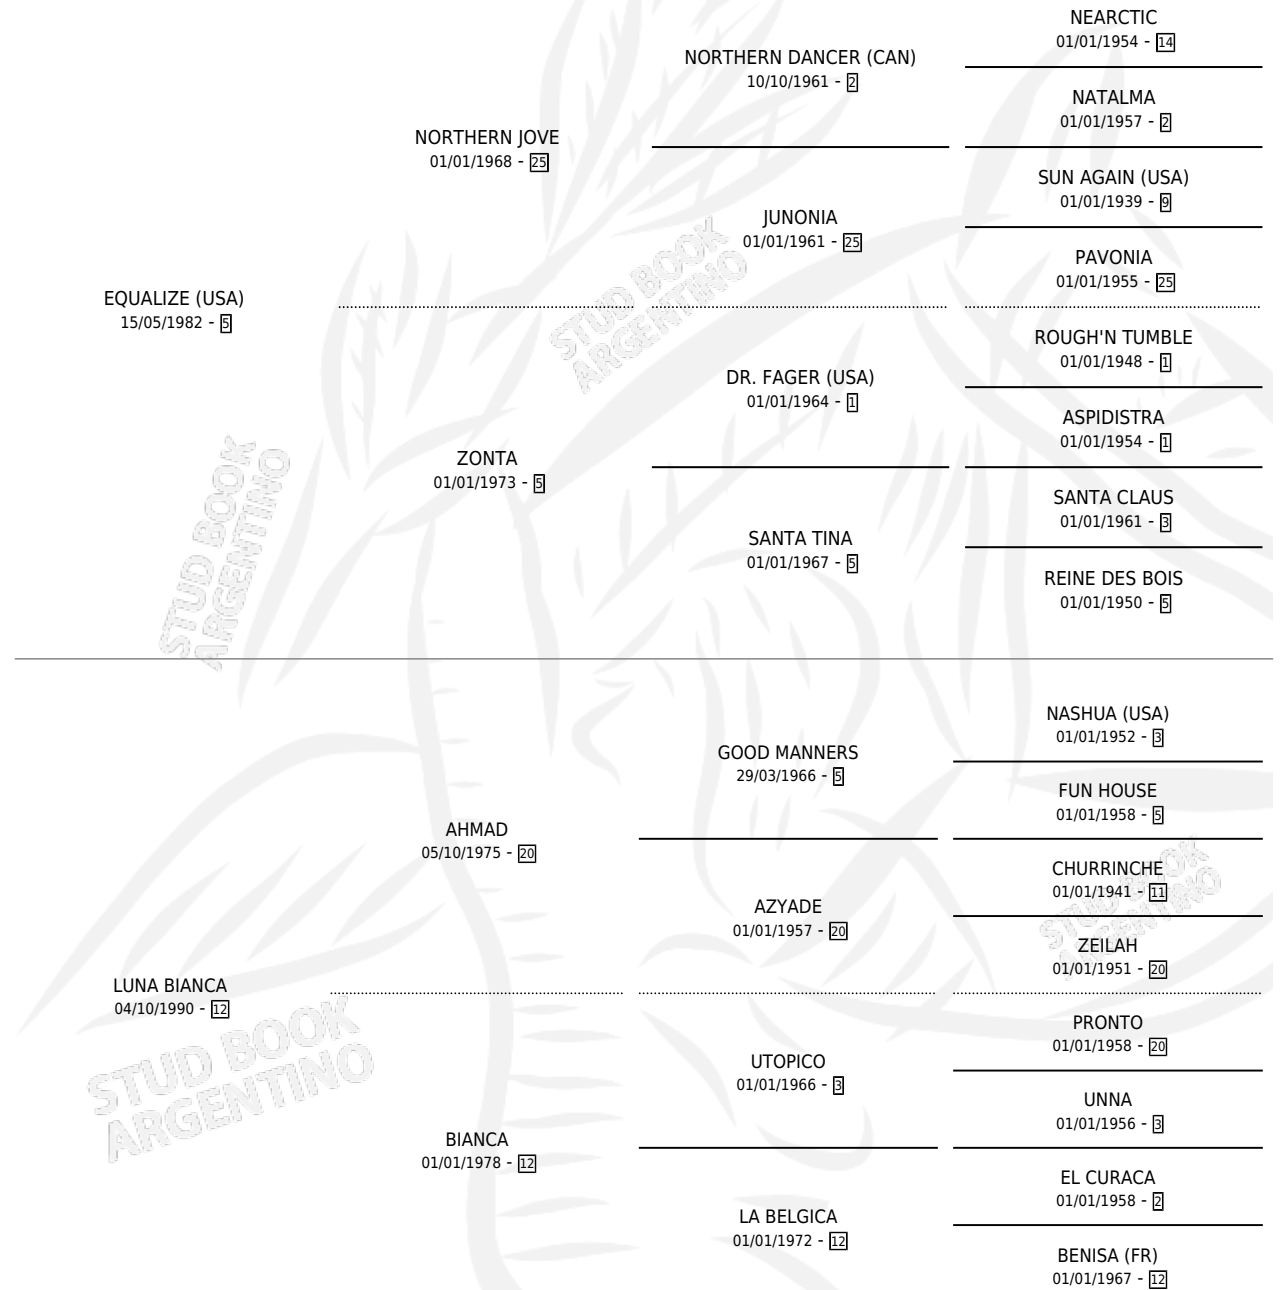 NEARCTIC
01/01/1954 - 14
NORTHERN DANCER (CAN)
10/10/1961 - 2
NATALMA
01/01/1957 - 2
NORTHERN JOVE
01/01/1968 - 25
SUN AGAIN (USA)
01/01/1939 - 9
JUNONIA
01/01/1961 - 25
PAVONIA
01/01/1955 - 25
EQUALIZE (USA)
15/05/1982 - 5
ROUGH'N TUMBLE
01/01/1948 - 1
DR. FAGER (USA)
01/01/1964 - 1
ASPIDISTRA
01/01/1954 - 1
ZONTA
01/01/1973 - 5
SANTA CLAUS
01/01/1961 - 3
SANTA TINA
01/01/1967 - 5
REINE DES BOIS
01/01/1950 - 5
NASHUA (USA)
01/01/1952 - 3
GOOD MANNERS
29/03/1966 - 5
FUN HOUSE
01/01/1958 - 5
AHMAD
05/10/1975 - 20
CHURRINCHE
01/01/1941 - 11
AZYADE
01/01/1957 - 20
ZEILAH
01/01/1951 - 20
LUNA BIANCA
04/10/1990 - 12
PRONTO
01/01/1958 - 20
UTOPICO
01/01/1966 - 3
UNNA
01/01/1956 - 3
BIANCA
01/01/1978 - 12
EL CURACA
01/01/1958 - 2
LA BELGICA
01/01/1972 - 12
BENISA (FR)
01/01/1967 - 12
STUD BOOK
ARGENTINO
STUD BOOK
ARGENTINO
STUD BOOK
ARGENTINO
STUD BOOK
ARGENTINO